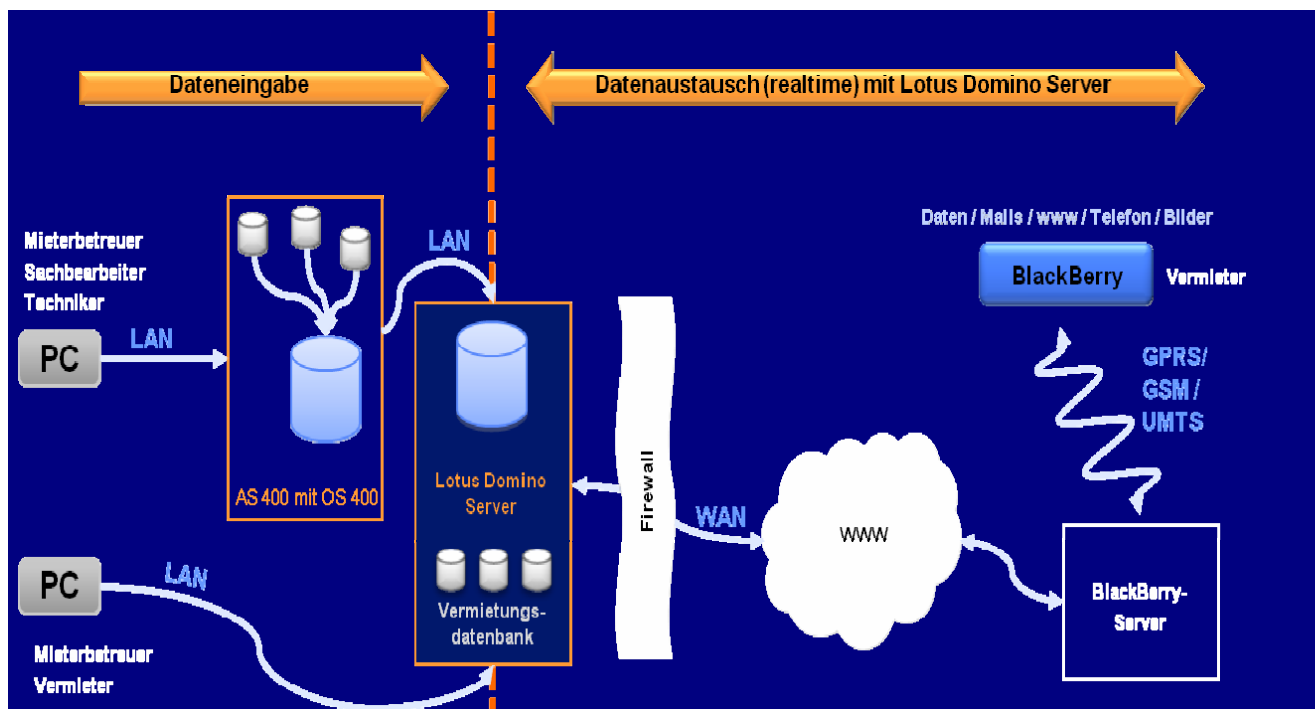 Dateneingabe
Datenaustausch (realtime) mit Lotus Domino Server
Mieterbetreuer
Sachbearbeiter
Techniker
PC
LAN
AS 400 mit OS 400
LAN
Lotus Domino
Server
Vermietungs-
datenbank
PC
LAN
Mieterbetreuer
Vermieter
Firewall
WAN
WWW
Daten / Mails / www / Telefon / Bilder
BlackBerry
Vermieter
GPRS/
GSM /
UMTS
BlackBerry-
Server